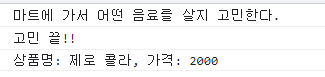 마트에 가서 어떤 음료를 살지 고민한다.
고민 끝!!
상품명: 제로 콜라, 가격: 2000